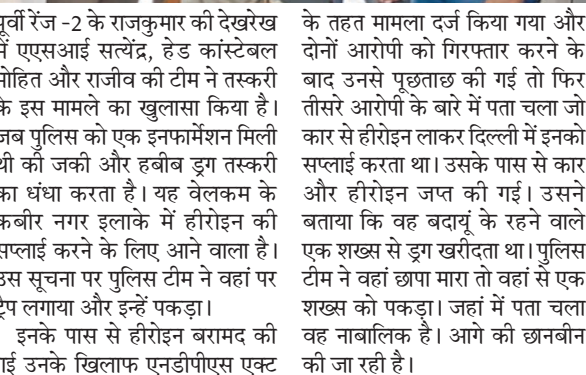 पूर्वी रेंज -2 के राजकुमार की देखरेख
में एएसआई सत्येंद्र, हेड कांस्टेबल
मोहित और राजीव की टीम ने तस्करी
के इस मामले का खुलासा किया है।
जब पुलिस को एक इनफार्मेशन मिली
थी की जकी और हबीब ड्रग तस्करी
का धंधा करता है। यह वेलकम के
कबीर नगर इलाके में हीरोइन की
सप्लाई करने के लिए आने वाला है।
उस सूचना पर पुलिस टीम ने वहां पर
ट्रैप लगाया और इन्हें पकड़ा।
इनके पास से हीरोइन बरामद की
गई उनके खिलाफ एनडीपीएस एक्ट
के तहत मामला दर्ज किया गया और
दोनों आरोपी को गिरफ्तार करने के
बाद उनसे पूछताछ की गई तो फिर
तीसरे आरोपी के बारे में पता चला जो
कार से हीरोइन लाकर दिल्ली में इनको
सप्लाई करता था। उसके पास से कार
और हीरोइन जप्त की गई। उसने
बताया कि वह बदायूं के रहने वाले
एक शख्स से ड्रग खरीदता था। पुलिस
टीम ने वहां छापा मारा तो वहां से एक
शख्स को पकड़ा। जहां में पता चला
वह नाबालिक है। आगे की छानबीन
की जा रही है।